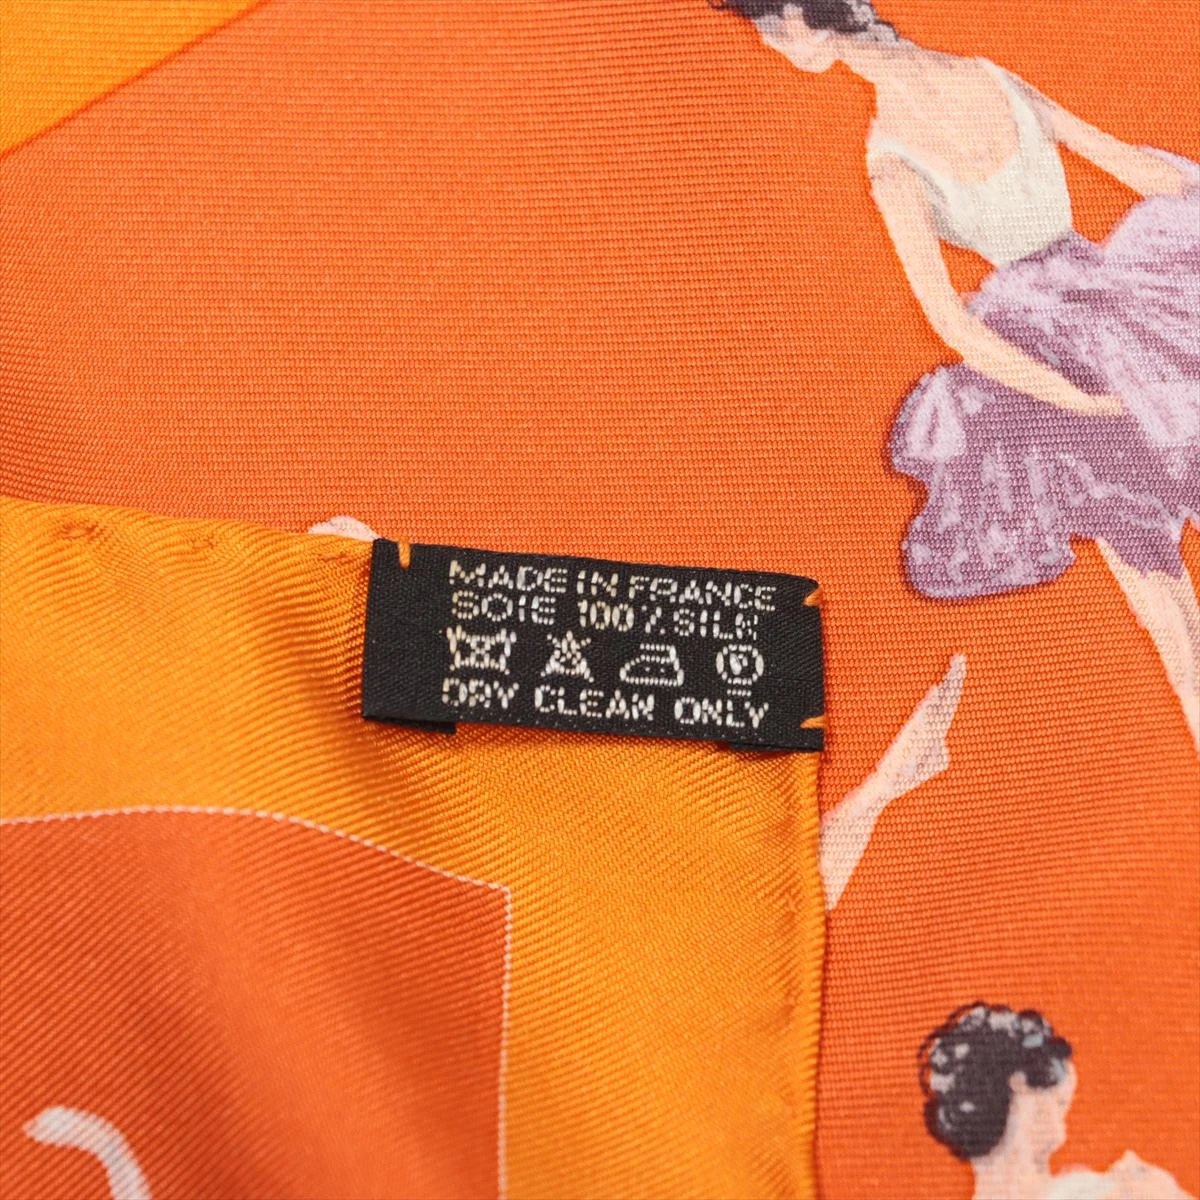 MADE IN FRANCE
SOIE 100 % SILK
DRY CLEAN ONLY